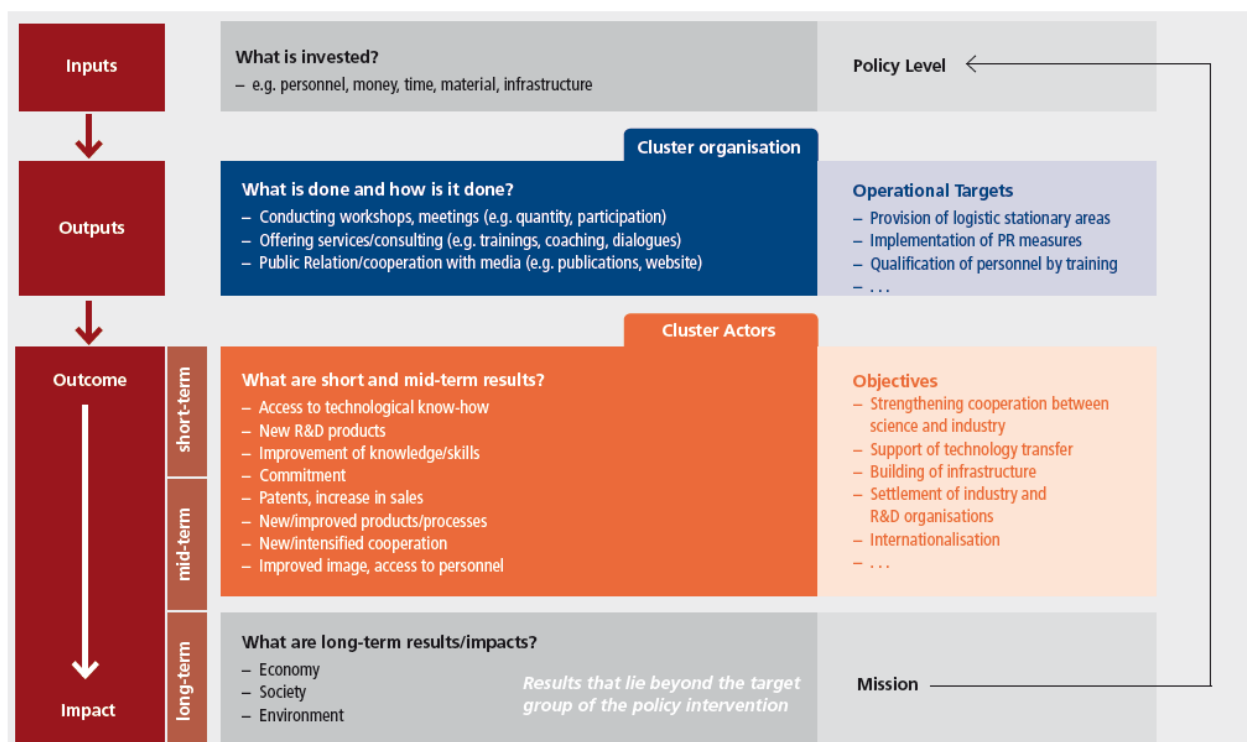 Inputs
What is invested?
– e.g. personnel, money, time, material, infrastructure
Policy Level
Cluster organisation
Outputs
What is done and how is it done?
– Conducting workshops, meetings (e.g. quantity, participation)
– Offering services/consulting (e.g. trainings, coaching, dialogues)
– Public Relation/cooperation with media (e.g. publications, website)
Operational Targets
– Provision of logistic stationary areas
– Implementation of PR measures
– Qualification of personnel by training
– . . .
Cluster Actors
Outcome
short-term
mid-term
What are short and mid-term results?
– Access to technological know-how
– New R&D products
– Improvement of knowledge/skills
– Commitment
– Patents, increase in sales
– New/improved products/processes
– New/intensified cooperation
– Improved image, access to personnel
Objectives
– Strengthening cooperation between
science and industry
– Support of technology transfer
– Building of infrastructure
– Settlement of industry and
R&D organisations
– Internationalisation
– . . .
Impact
long-term
What are long-term results/impacts?
– Economy
– Society
– Environment
Results that lie beyond the target
group of the policy intervention
Mission